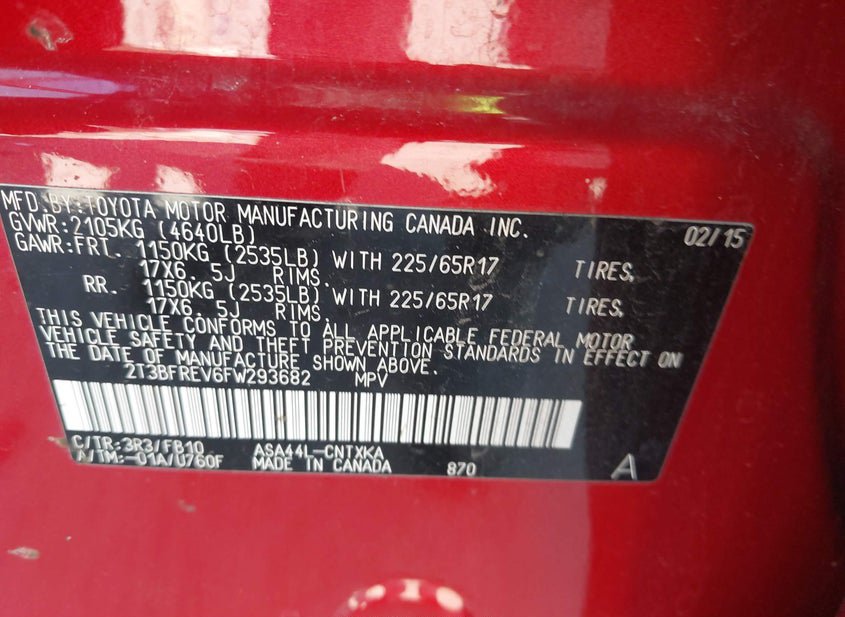 MFD.BY:TOYOTA MOTOR MANUFACTURING CANADA INC. 02/15
GVWR:2105KG (4640LB)
GAWR:FRT. 1150KG (2535LB) WITH 225/65R17 TIRES,
17X6. 5J RIMS.
RR. 1150KG (2535LB) WITH 225/65R17 TIRES,
17X6. 5J RIMS.
THIS VEHICLE CONFORMS TO ALL APPLICABLE FEDERAL MOTOR
VEHICLE SAFETY AND THEFT PREVENTION STANDARDS IN EFFECT ON
THE DATE OF MANUFACTURE SHOWN ABOVE.
2T3BFREV6FW293682 MPV
C/TR:3R3/FB10 ASA44L-CNTXKA
A/TM:-01A/U760F MADE IN CANADA 870 A